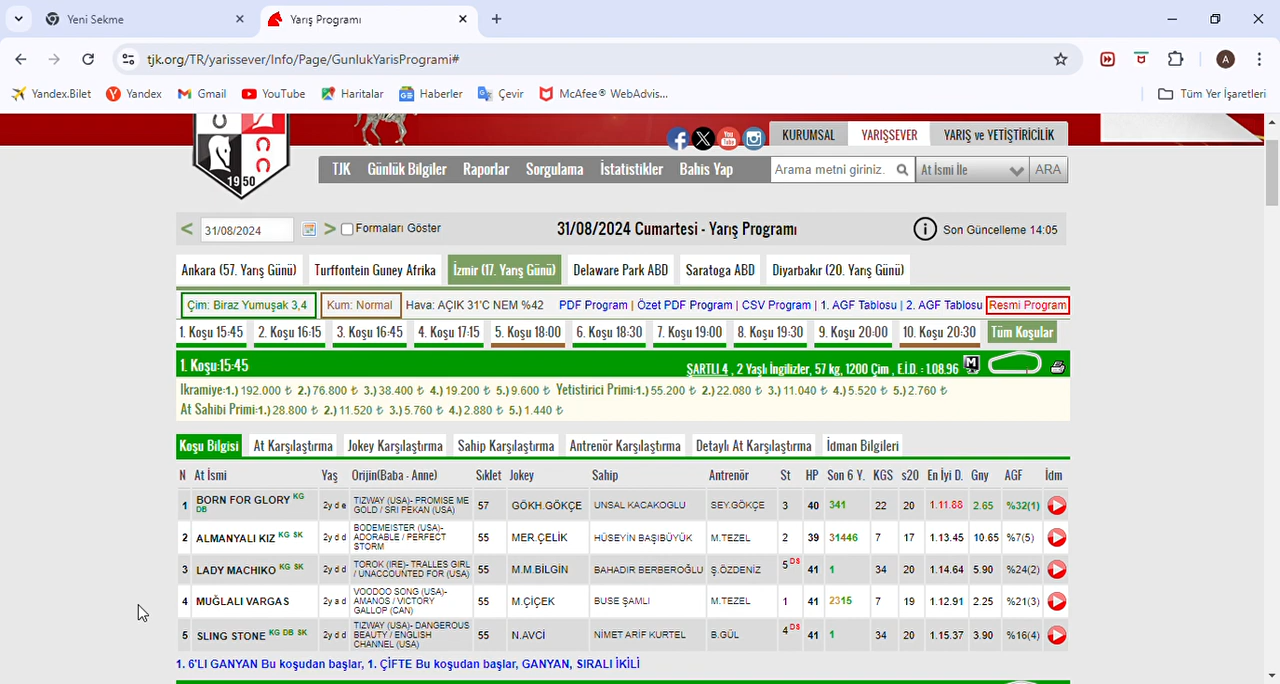 Yeni Sekme
Yarış Programı
tjk.org/TR/yarissever/Info/Page/GunlukYarisProgrami#
A
Yandex.Bilet Yandex Gmail YouTube Haritalar Haberler Çevir McAfee® WebAdvis... Tüm Yer İşaretleri
1950
KURUMSAL YARIŞSEVER YARIŞ ve YETİŞTİRİCİLİK
TJK Günlük Bilgiler Raporlar Sorgulama İstatistikler Bahis Yap Arama metni giriniz. At İsmi İle ARA
31/08/2024 Formaları Göster 31/08/2024 Cumartesi - Yarış Programı Son Güncelleme 14:05
Ankara (57. Yarış Günü) Turffontein Guney Afrika İzmir (17. Yarış Günü) Delaware Park ABD Saratoga ABD Diyarbakır (20. Yarış Günü)
Çim: Biraz Yumuşak 3,4 Kum: Normal Hava: AÇIK 31'C NEM %42 PDF Program | Özet PDF Program | CSV Program | 1. AGF Tablosu | 2. AGF Tablosu Resmi Program
1. Koşu 15:45 2. Koşu 16:15 3. Koşu 16:45 4. Koşu 17:15 5. Koşu 18:00 6. Koşu 18:30 7. Koşu 19:00 8. Koşu 19:30 9. Koşu 20:00 10. Koşu 20:30 Tüm Koşular
1. Koşu:15:45 ŞARTLI 4 , 2 Yaşlı İngilizler, 57 kg, 1200 Çim , E.İ.D. : 1.08.96
İkramiye:1.) 192.000 ₺ 2.) 76.800 ₺ 3.) 38.400 ₺ 4.) 19.200 ₺ 5.) 9.600 ₺ Yetistirici Primi:1.) 55.200 ₺ 2.) 22.080 ₺ 3.) 11.040 ₺ 4.) 5.520 ₺ 5.) 2.760 ₺
At Sahibi Primi:1.) 28.800 ₺ 2.) 11.520 ₺ 3.) 5.760 ₺ 4.) 2.880 ₺ 5.) 1.440 ₺
Koşu Bilgisi At Karşılaştırma Jokey Karşılaştırma Sahip Karşılaştırma Antrenör Karşılaştırma Detaylı At Karşılaştırma İdman Bilgileri
N At İsmi Yaş Orijin(Baba - Anne) Sıklet Jokey Sahip Antrenör St HP Son 6 Y. KGS s20 En İyi D. Gny AGF İdm
1 BORN FOR GLORY KG DB 2y d e TIZWAY (USA)- PROMISE ME GOLD / SRI PEKAN (USA) 57 GÖKH.GÖKÇE UNSAL KACAKOGLU SEY.GÖKÇE 3 40 341 22 20 1.11.88 2.65 %32(1)
2 ALMANYALI KIZ KG SK 2y d d BODEMEISTER (USA)- ADORABLE / PERFECT STORM 55 MER.ÇELİK HÜSEYİN BAŞIBÜYÜK M.TEZEL 2 39 31446 7 17 1.13.45 10.65 %7(5)
3 LADY MACHIKO KG SK 2y d d TOROK (IRE)- TRALLES GIRL / UNACCOUNTED FOR (USA) 55 M.M.BİLGİN BAHADIR BERBEROĞLU Ş.ÖZDENİZ 5 DS 41 1 34 20 1.14.64 5.90 %24(2)
4 MUĞLALI VARGAS 2y a d VOODOO SONG (USA)- AMANOS / VICTORY GALLOP (CAN) 55 M.ÇİÇEK BUSE ŞAMLI M.TEZEL 1 41 2315 7 19 1.12.91 2.25 %21(3)
5 SLING STONE KG DB SK 2y d d TIZWAY (USA)- DANGEROUS BEAUTY / ENGLISH CHANNEL (USA) 55 N.AVCİ NİMET ARİF KURTEL B.GÜL 4 DS 41 1 34 20 1.15.37 3.90 %16(4)
1. 6'LI GANYAN Bu koşudan başlar, 1. ÇİFTE Bu koşudan başlar, GANYAN, SIRALI İKİLİ